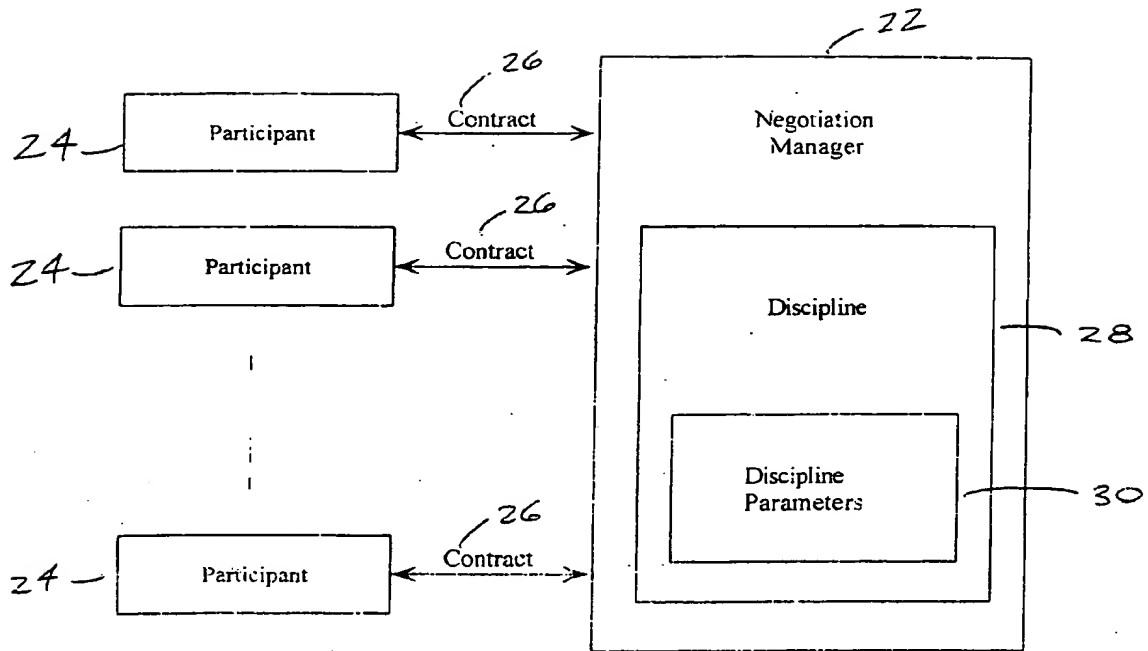 22
26
Contract
Participant
24
Negotiation
Manager
26
Contract
Participant
24
Discipline
28
Discipline
Parameters
30
26
Contract
Participant
24